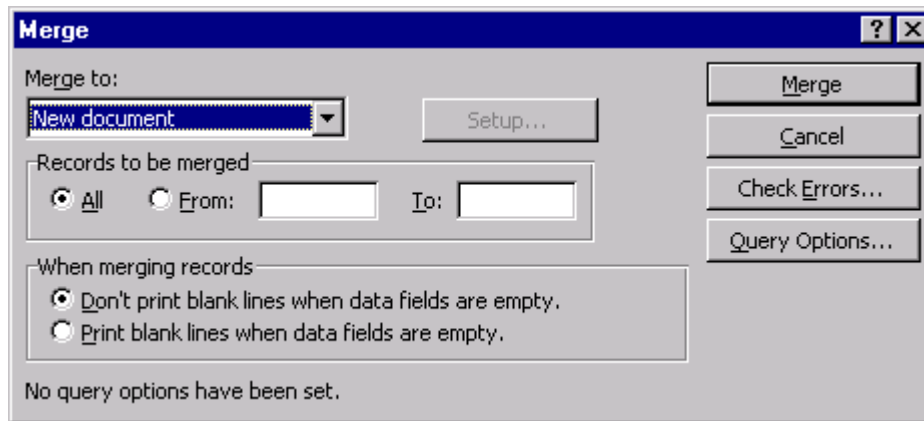 Merge
Merge to:
New document
Setup...
Records to be merged
All From: To:
When merging records
Don't print blank lines when data fields are empty.
Print blank lines when data fields are empty.
No query options have been set.
Merge
Cancel
Check Errors...
Query Options...